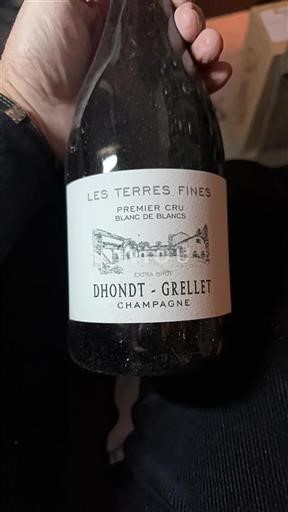 LES TERRES FINES
PREMIER CRU
BLANC DE BLANCS
EXTRA BRUT
DHONDT - GRELLET
CHAMPAGNE